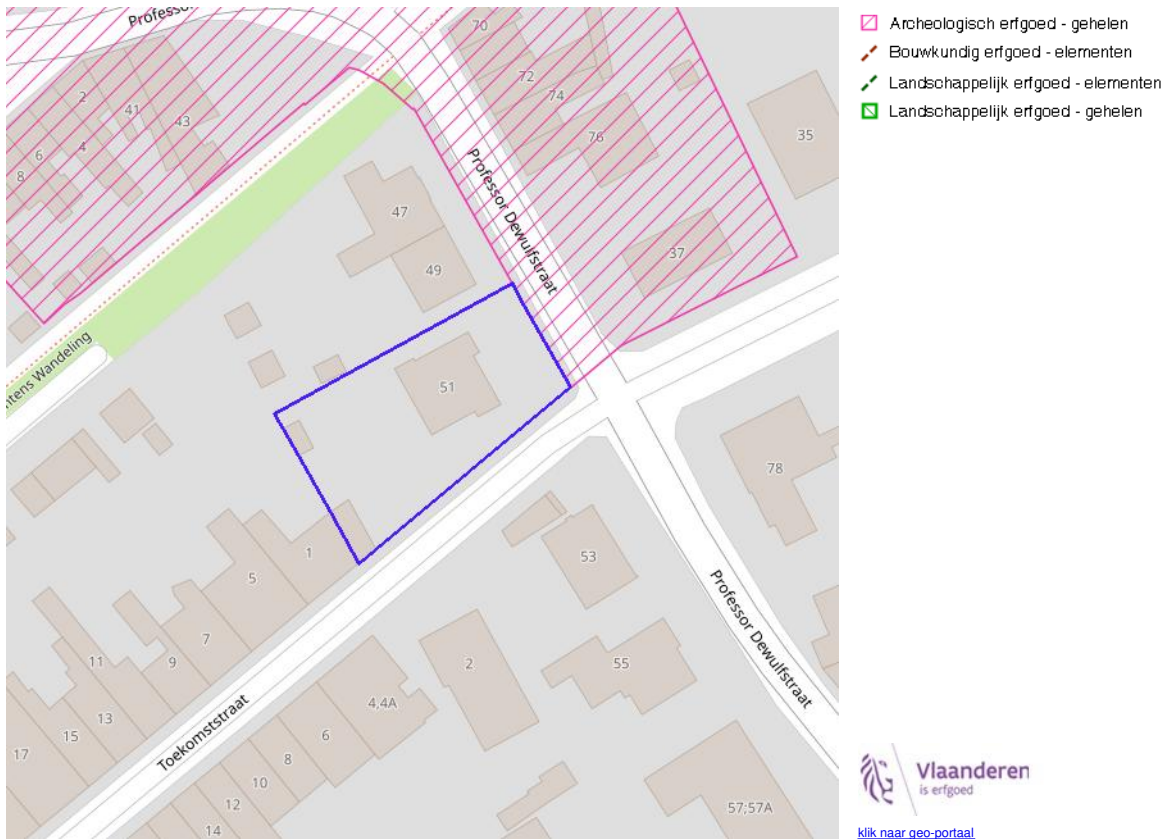 Professor
70
2
41
43
72
74
76
35
6
4
8
Professor Dewulfstraat
47
49
37
ntens Wandeling
51
78
1
5
53
7
9
11
13
15
17
2
55
4,4A
6
8
10
12
14
57;57A
Toekomststraat
Professor Dewulfstraat
Archeologisch erfgoed - gehelen
Bouwkundig erfgoed - elementen
Landschappelijk erfgoed - elementen
Landschappelijk erfgoed - gehelen
Vlaanderen
is erfgoed
klik naar geo-portaal